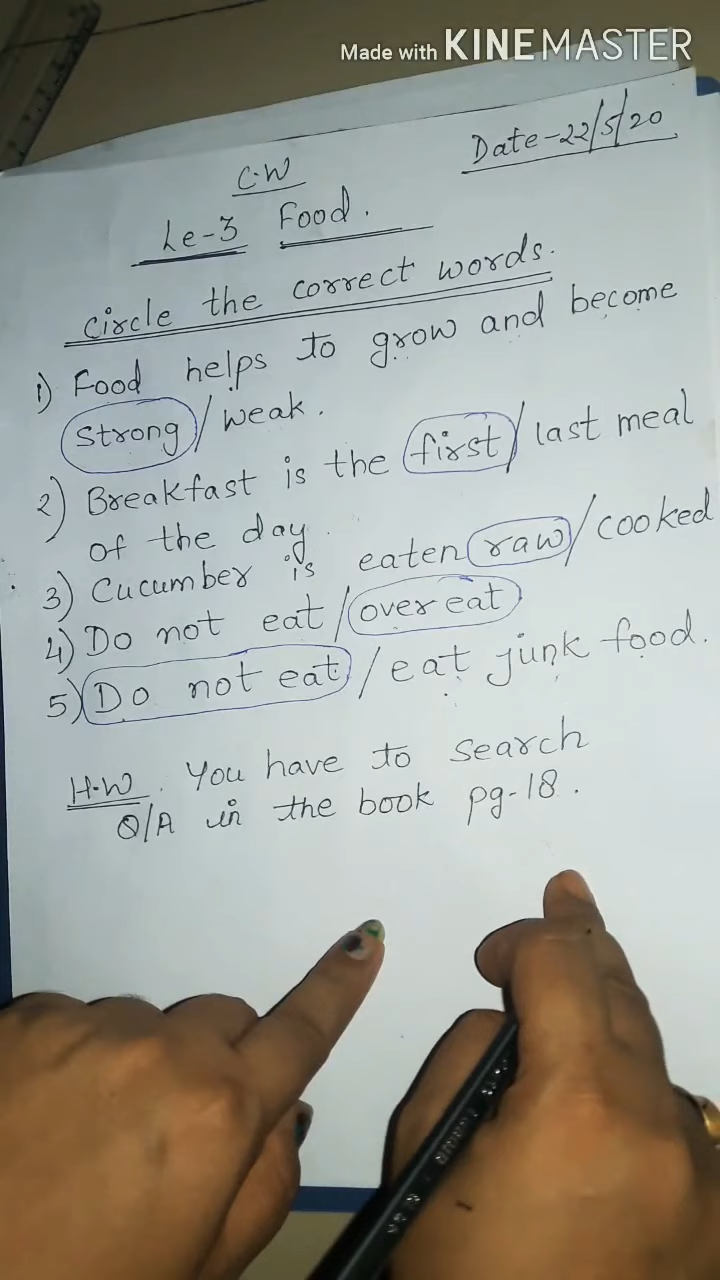 Made with KINEMASTER
Date-22/5/20
C.W
Le-3 Food.
Circle the correct words.
1) Food helps to grow and become
Strong/weak.
2) Breakfast is the first/last meal
of the day.
3) Cucumber is eaten raw/cooked
4) Do not eat/over eat
5) Do not eat/eat junk food.
H.W. You have to search
Q/A in the book pg-18.